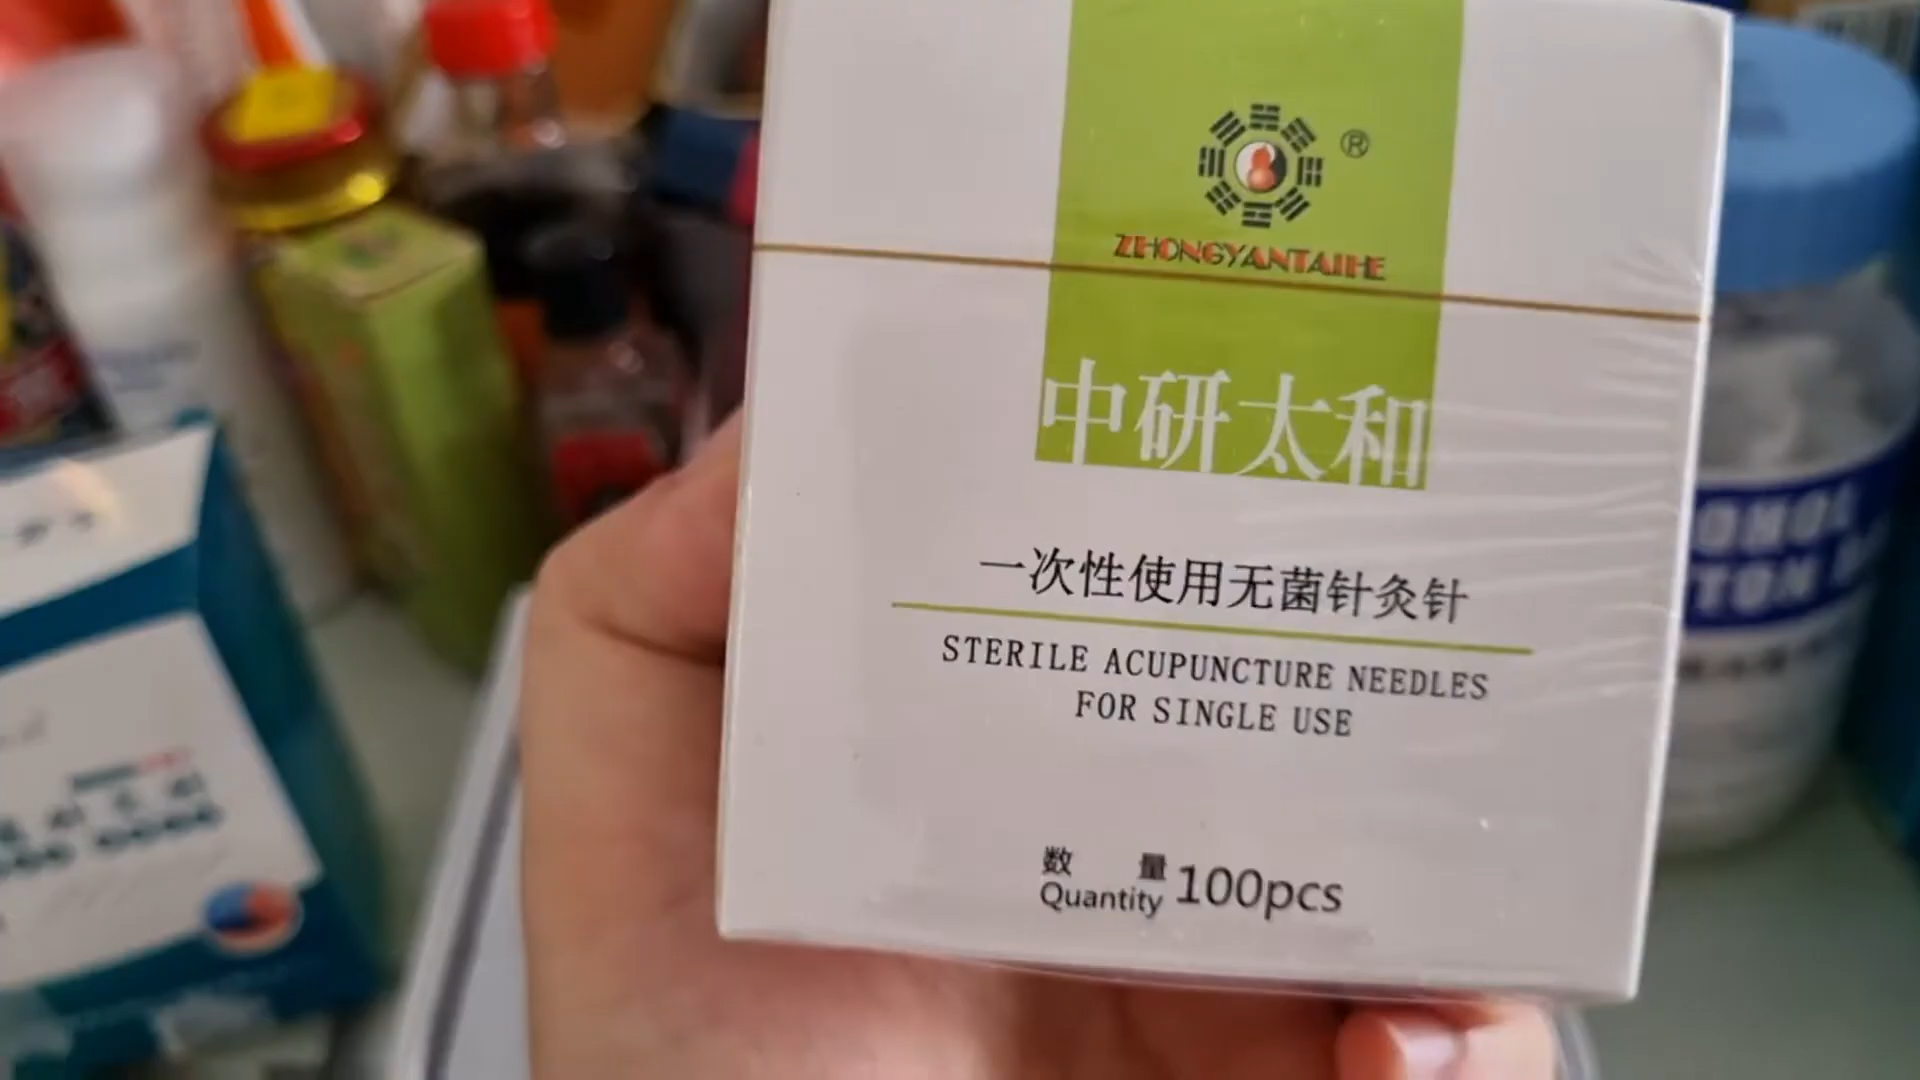 ®
ZHONGYANTAIHE
中研太和
一次性使用无菌针灸针
STERILE ACUPUNCTURE NEEDLES
FOR SINGLE USE
数 量
Quantity 100pcs